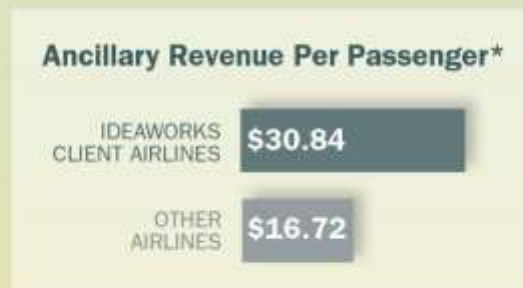 Ancillary Revenue Per Passenger*
IDEAWORKS
CLIENT AIRLINES
$30.84
OTHER
AIRLINES
$16.72